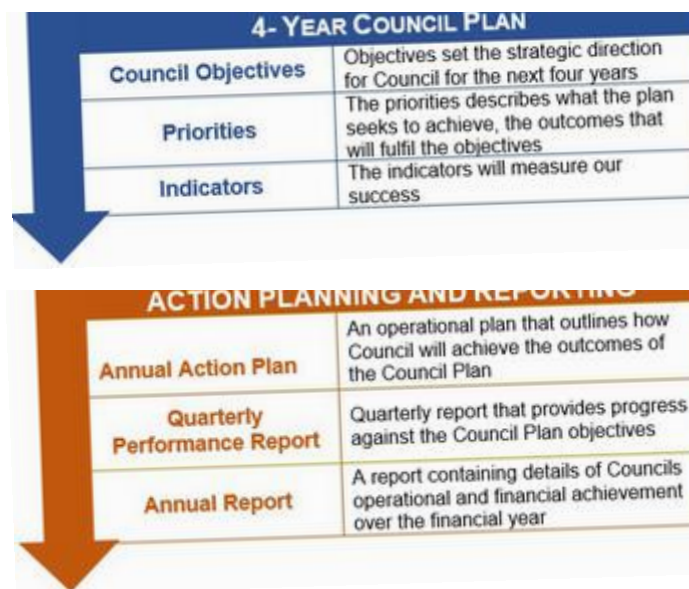 4- YEAR COUNCIL PLAN
Council Objectives
Objectives set the strategic direction
for Council for the next four years
Priorities
The priorities describes what the plan
seeks to achieve, the outcomes that
will fulfil the objectives
Indicators
The indicators will measure our
success
ACTION PLANNING AND REPORTING
Annual Action Plan
An operational plan that outlines how
Council will achieve the outcomes of
the Council Plan
Quarterly
Performance Report
Quarterly report that provides progress
against the Council Plan objectives
Annual Report
A report containing details of Councils
operational and financial achievement
over the financial year